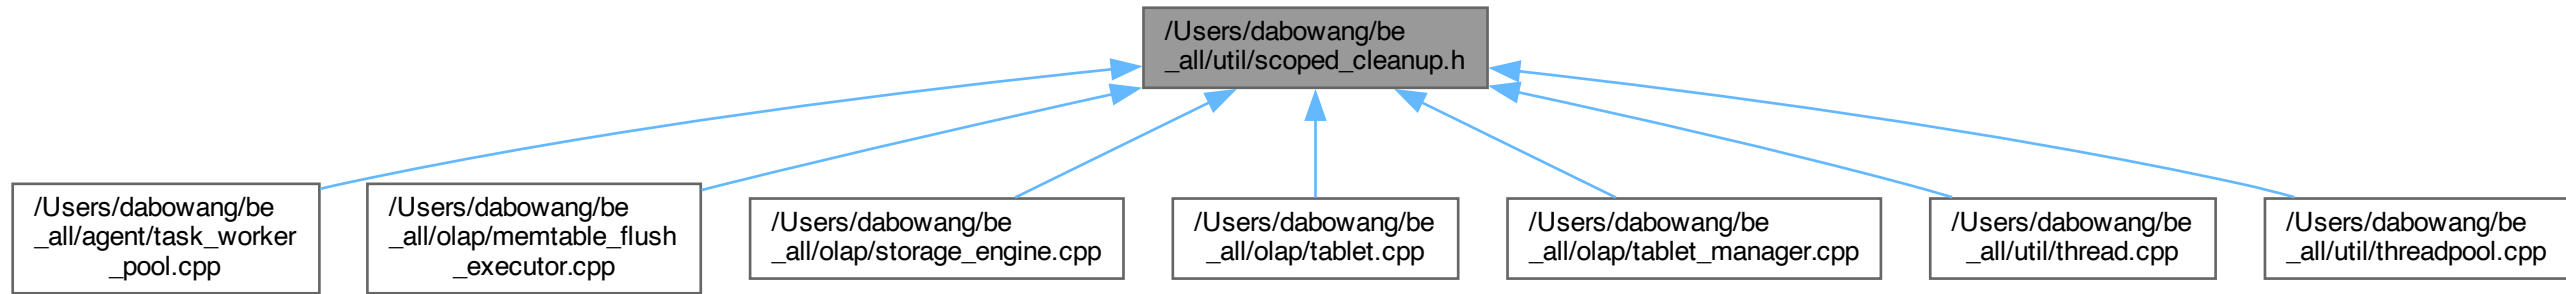 /Users/dabowang/be
_all/util/scoped_cleanup.h
/Users/dabowang/be
_all/agent/task_worker
_pool.cpp
/Users/dabowang/be
_all/olap/memtable_flush
_executor.cpp
/Users/dabowang/be
_all/olap/storage_engine.cpp
/Users/dabowang/be
_all/olap/tablet.cpp
/Users/dabowang/be
_all/olap/tablet_manager.cpp
/Users/dabowang/be
_all/util/thread.cpp
/Users/dabowang/be
_all/util/threadpool.cpp